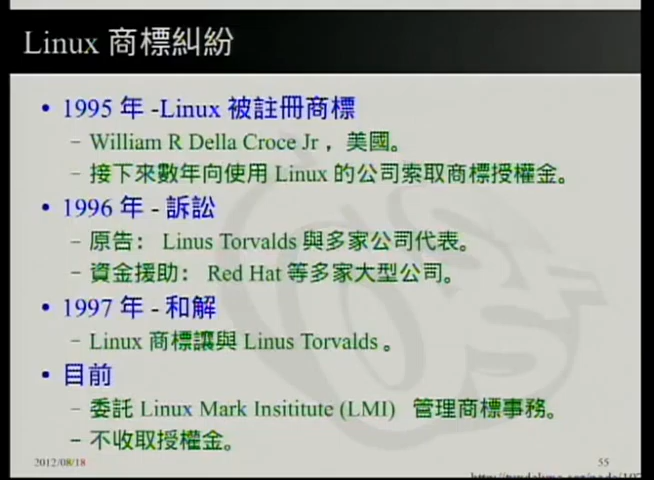 Linux 商標糾紛
• 1995 年 -Linux 被註冊商標
– William R Della Croce Jr ，美國。
– 接下來數年向使用 Linux 的公司索取商標授權金。
• 1996 年 - 訴訟
– 原告： Linus Torvalds 與多家公司代表。
– 資金援助： Red Hat 等多家大型公司。
• 1997 年 - 和解
– Linux 商標讓與 Linus Torvalds 。
• 目前
– 委託 Linux Mark Insititute (LMI) 管理商標事務。
– 不收取授權金。
2012/08/18
55